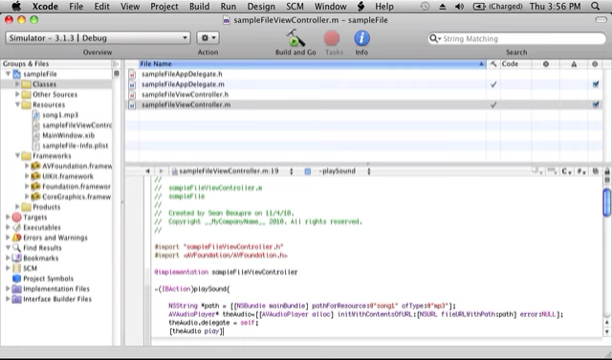 Xcode File Edit View Project Build Run Design SCM Window Help (Charged) Thu 3:56 PM
sampleFileViewController.m – sampleFile
Simulator - 3.1.3 | Debug
Overview Action Build and Go Tasks Info Search
String Matching
Groups & Files
sampleFile
Classes
Other Sources
Resources
song1.mp3
sampleFileViewContro
MainWindow.xib
sampleFile-Info.plist
Frameworks
AVFoundation.framew
UIKit.framework
Foundation.framewor
CoreGraphics.framew
Products
Targets
Executables
Errors and Warnings
Find Results
Bookmarks
SCM
Project Symbols
Implementation Files
Interface Builder Files
File Name Code
sampleFileAppDelegate.h
sampleFileAppDelegate.m
sampleFileViewController.h
sampleFileViewController.m
sampleFileViewController.m:19 -playSound
//
// sampleFileViewController.m
// sampleFile
//
// Created by Sean Beaupre on 11/4/10.
// Copyright __MyCompanyName__ 2010. All rights reserved.
//
#import "sampleFileViewController.h"
#import <AVFoundation/AVFoundation.h>
@implementation sampleFileViewController
-(IBAction)playSound{
NSString *path = [[NSBundle mainBundle] pathForResource:@"song1" ofType:@"mp3"];
AVAudioPlayer* theAudio=[[AVAudioPlayer alloc] initWithContentsOfURL:[NSURL fileURLWithPath:path] error:NULL];
theAudio.delegate = self;
[theAudio play]